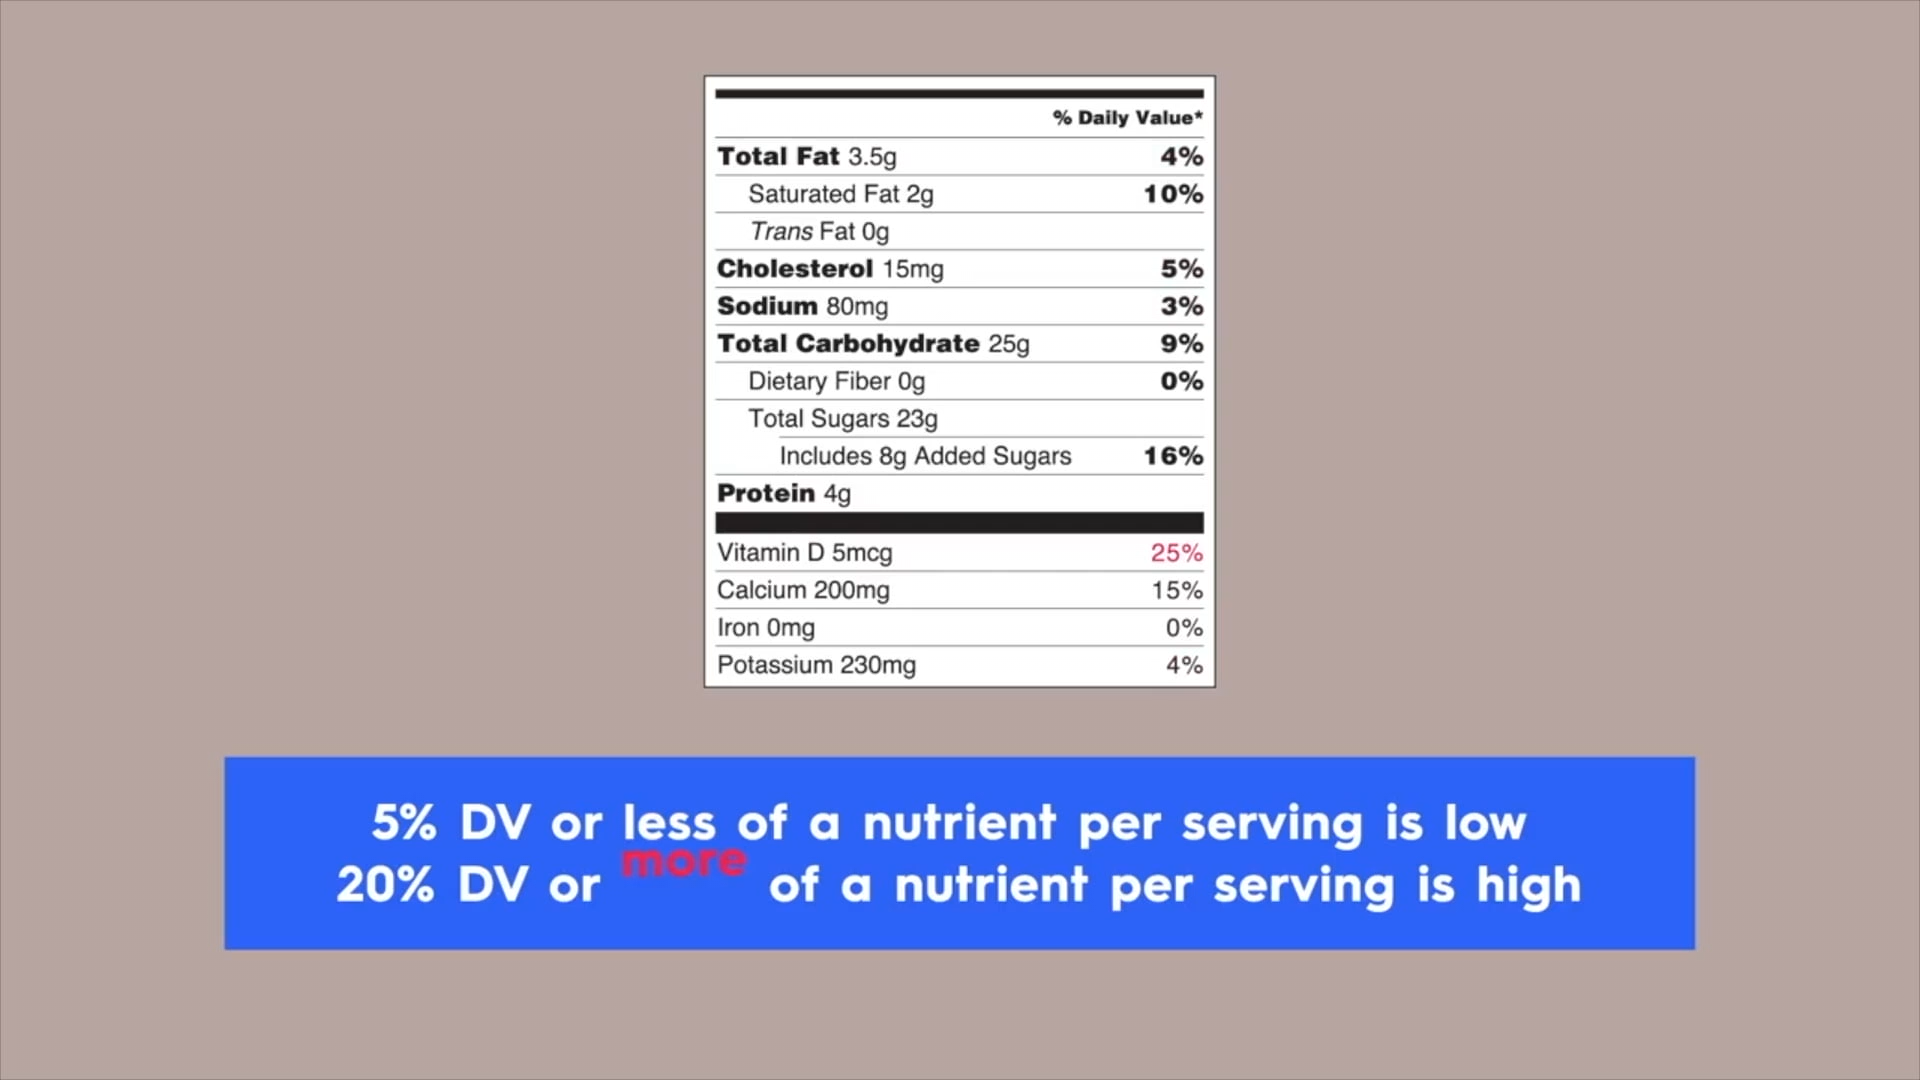 % Daily Value*
Total Fat 3.5g 4%
Saturated Fat 2g 10%
Trans Fat 0g
Cholesterol 15mg 5%
Sodium 80mg 3%
Total Carbohydrate 25g 9%
Dietary Fiber 0g 0%
Total Sugars 23g
Includes 8g Added Sugars 16%
Protein 4g
Vitamin D 5mcg 25%
Calcium 200mg 15%
Iron 0mg 0%
Potassium 230mg 4%
5% DV or less of a nutrient per serving is low
20% DV or more of a nutrient per serving is high